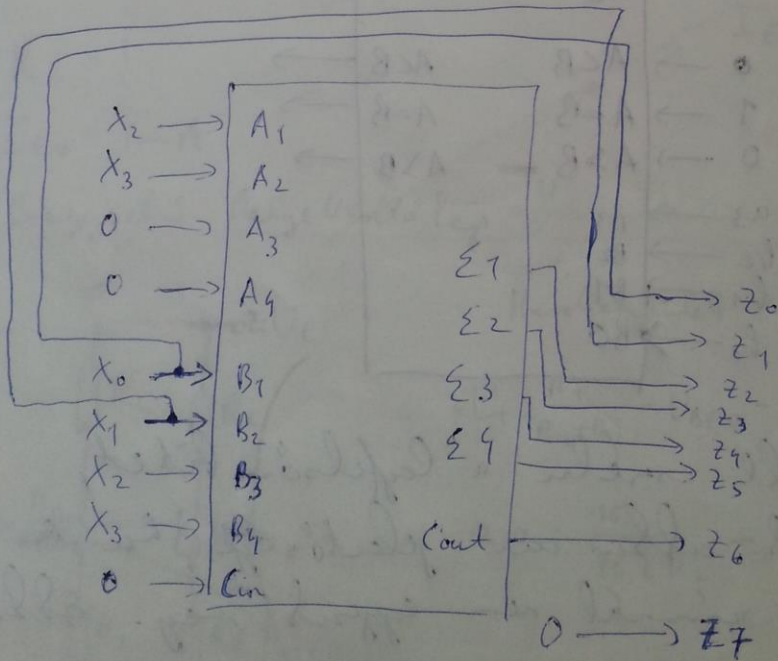 X2 → A1
X3 → A2
0 → A3
0 → A4
Σ1
Σ2
Σ3
Σ4
X0 → B1
X1 → B2
X2 → B3
X3 → B4
0 → Cin
Cout
Z0
Z1
Z2
Z3
Z4
Z5
Z6
0 → Z7